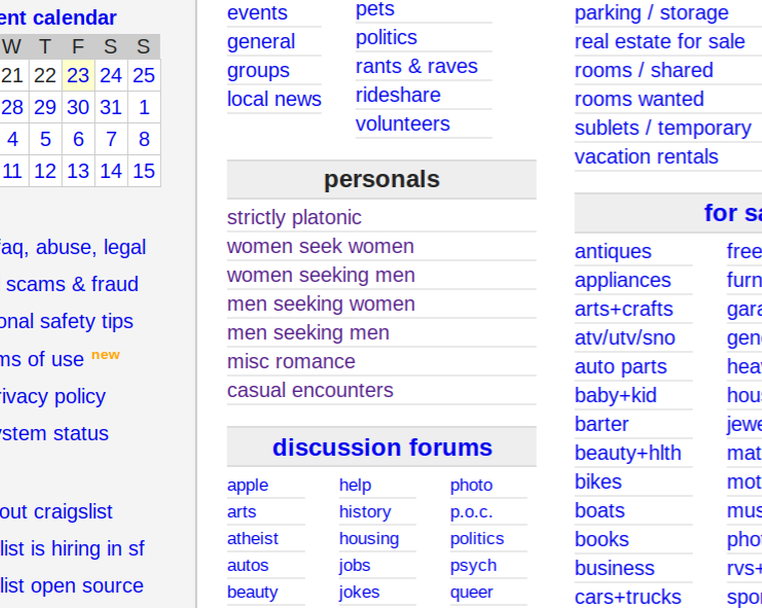 ent calendar
W T F S S
21 22 23 24 25
28 29 30 31 1
4 5 6 7 8
11 12 13 14 15
faq, abuse, legal
scams & fraud
onal safety tips
ms of use new
rivacy policy
ystem status
out craigslist
list is hiring in sf
list open source
events
general
groups
local news
pets
politics
rants & raves
rideshare
volunteers
personals
strictly platonic
women seek women
women seeking men
men seeking women
men seeking men
misc romance
casual encounters
discussion forums
apple
arts
atheist
autos
beauty
help
history
housing
jobs
jokes
photo
p.o.c.
politics
psych
queer
parking / storage
real estate for sale
rooms / shared
rooms wanted
sublets / temporary
vacation rentals
for sa
antiques
appliances
arts+crafts
atv/utv/sno
auto parts
baby+kid
barter
beauty+hlth
bikes
boats
books
business
cars+trucks
free
furn
gara
gene
heav
hous
jewe
mat
mot
mus
phot
rvs+
spor